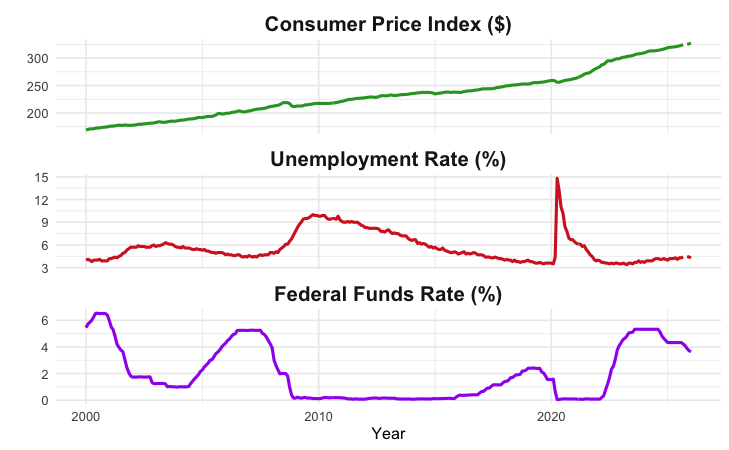 Consumer Price Index ($)
300
250
200
Unemployment Rate (%)
15
12
9
6
3
Federal Funds Rate (%)
6
4
2
0
2000 2010 2020
Year